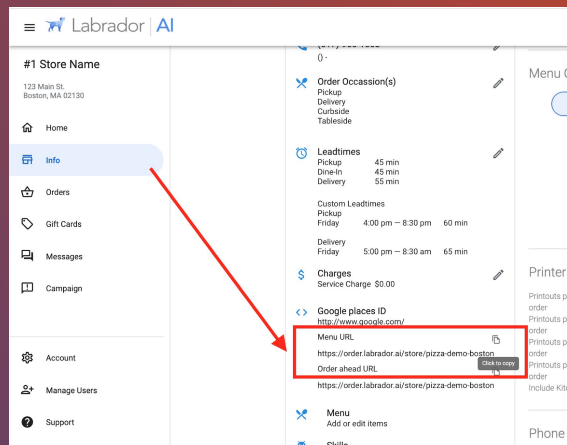 Labrador | AI
#1 Store Name
123 Main St.
Boston, MA 02130
Home
Info
Orders
Gift Cards
Messages
Campaign
Account
Manage Users
Support
() -
Order Occassion(s)
Pickup
Delivery
Curbside
Tableside
Leadtimes
Pickup 45 min
Dine-In 45 min
Delivery 55 min
Custom Leadtimes
Pickup
Friday 4:00 pm — 8:30 pm 60 min
Delivery
Friday 5:00 pm — 8:30 am 65 min
Charges
Service Charge $0.00
Google places ID
http://www.google.com/
Menu URL
https://order.labrador.ai/store/pizza-demo-boston
Click to copy
Order ahead URL
https://order.labrador.ai/store/pizza-demo-boston
Menu
Add or edit items
Skills
Menu
Printer
Printouts p
order
Printouts p
order
Printouts p
order
Printouts p
order
Include Kit
Phone